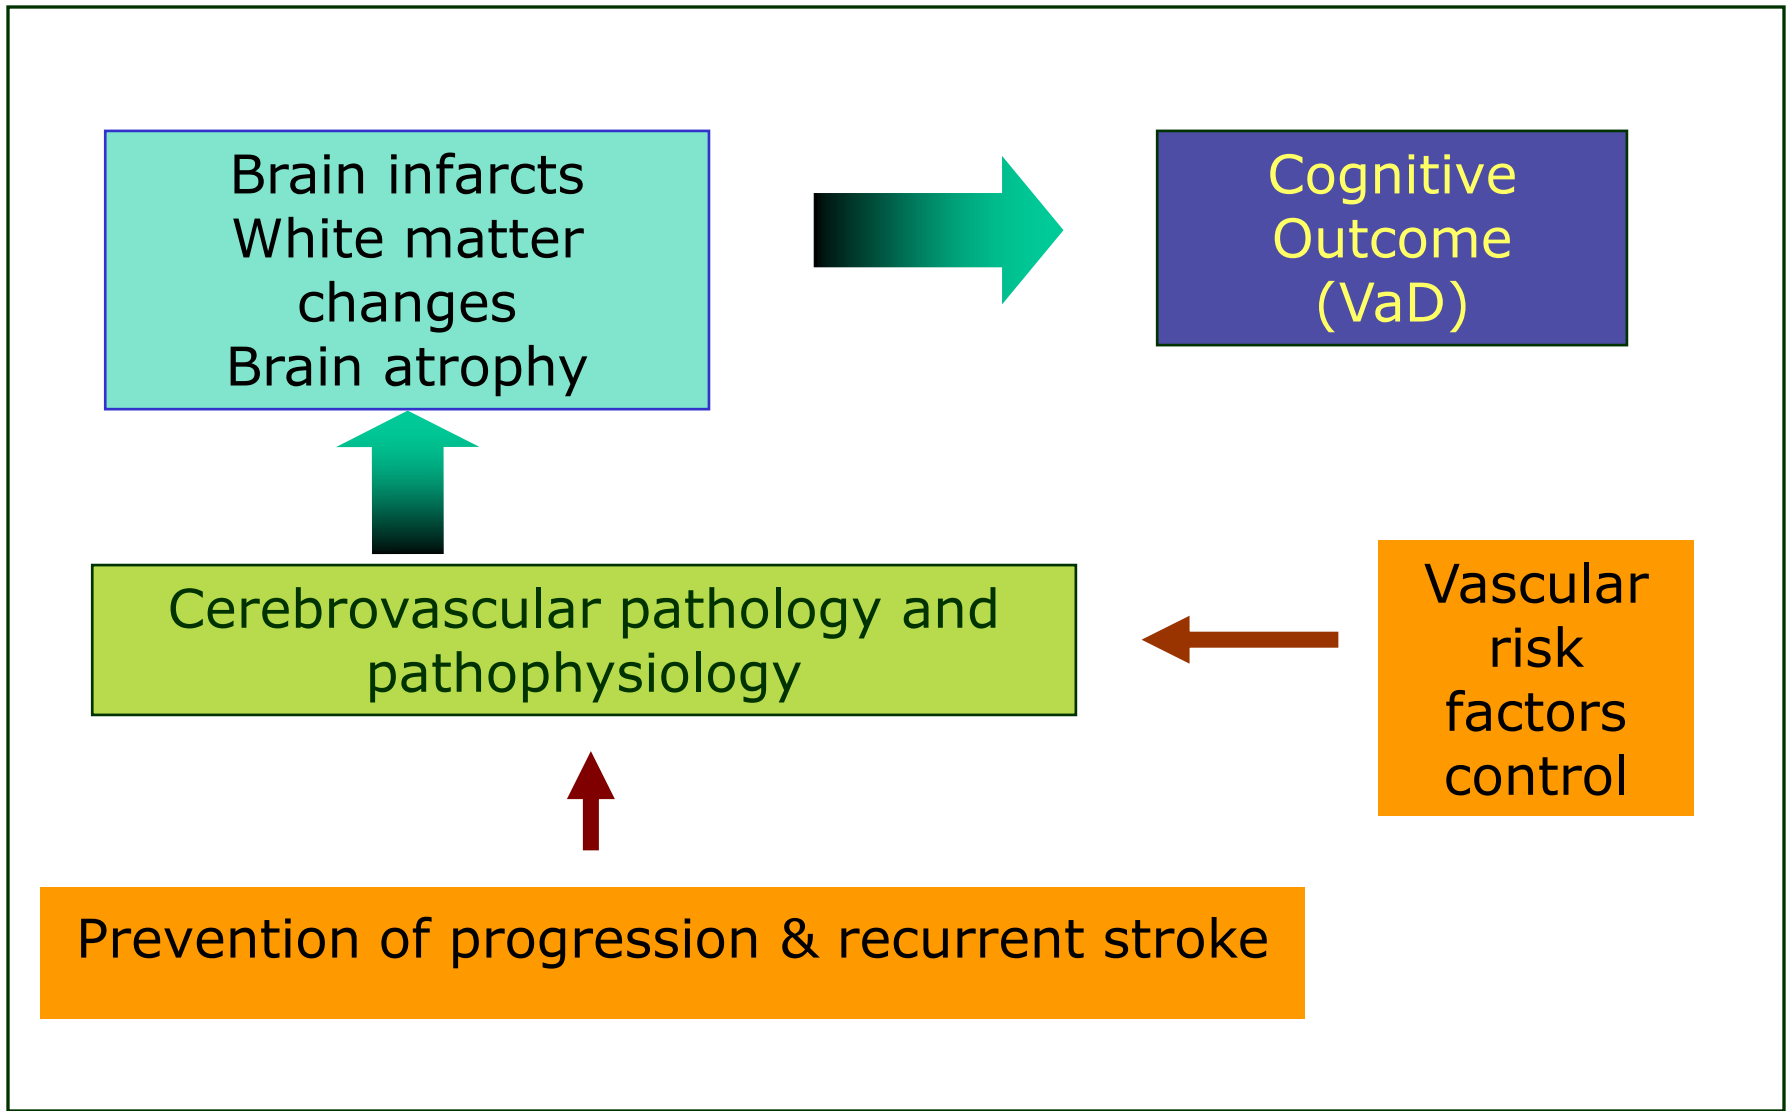 Brain infarcts
White matter
changes
Brain atrophy
Cognitive
Outcome
(VaD)
Cerebrovascular pathology and
pathophysiology
Vascular
risk
factors
control
Prevention of progression & recurrent stroke